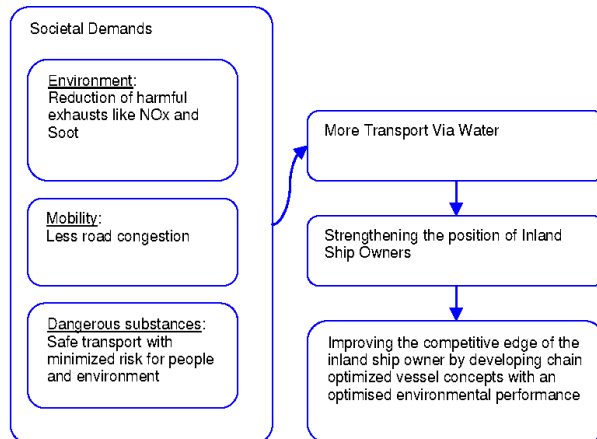 Societal Demands
Environment:
Reduction of harmful
exhausts like NOx and
Soot
Mobility:
Less road congestion
Dangerous substances:
Safe transport with
minimized risk for people
and environment
More Transport Via Water
Strengthening the position of Inland
Ship Owners
Improving the competitive edge of the
inland ship owner by developing chain
optimized vessel concepts with an
optimised environmental performance